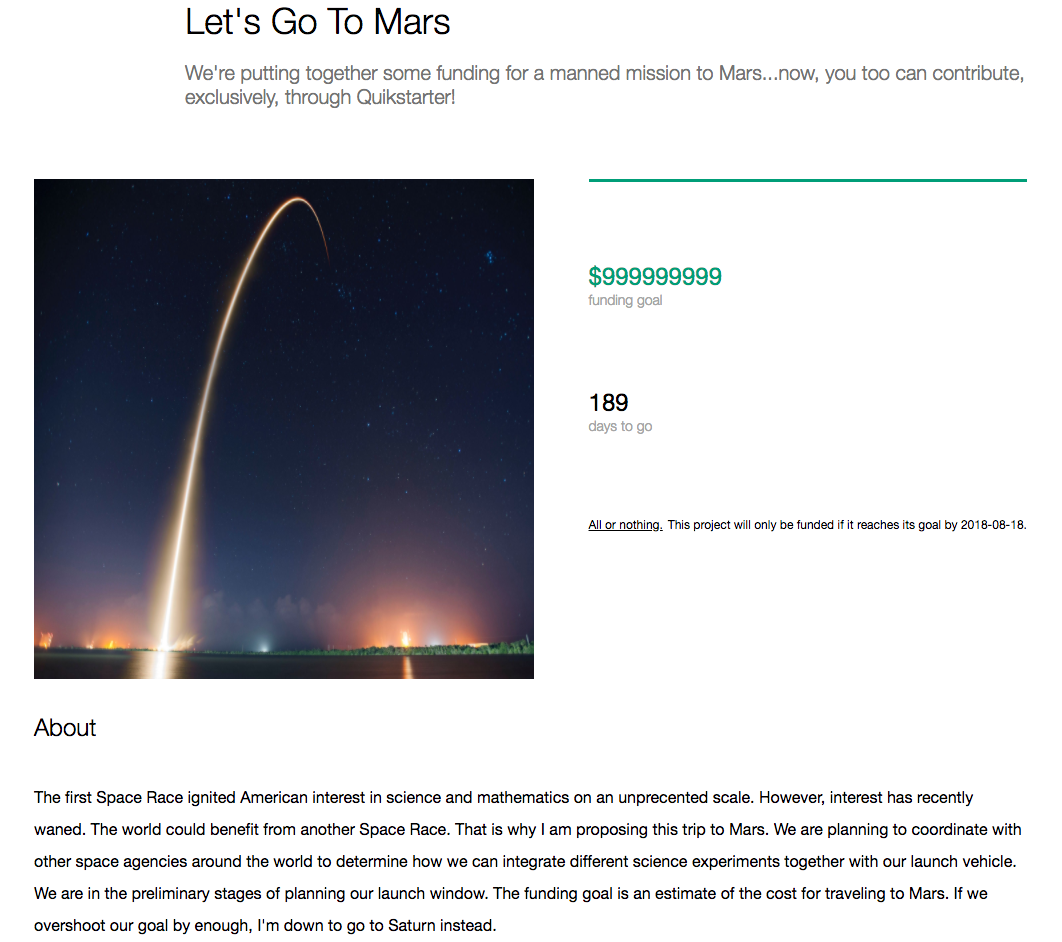 Let's Go To Mars
We're putting together some funding for a manned mission to Mars...now, you too can contribute,
exclusively, through Quikstarter!
$999999999
funding goal
189
days to go
All or nothing. This project will only be funded if it reaches its goal by 2018-08-18.
About
The first Space Race ignited American interest in science and mathematics on an unprecented scale. However, interest has recently
waned. The world could benefit from another Space Race. That is why I am proposing this trip to Mars. We are planning to coordinate with
other space agencies around the world to determine how we can integrate different science experiments together with our launch vehicle.
We are in the preliminary stages of planning our launch window. The funding goal is an estimate of the cost for traveling to Mars. If we
overshoot our goal by enough, I'm down to go to Saturn instead.